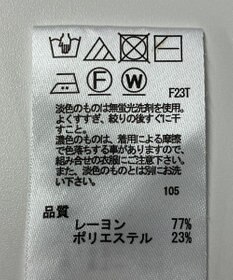 F
W
F23T
淡色のものは無蛍光洗剤を使用。
よくすすぎ、絞りの後すぐに干
すこと。
濃色のものは、着用による摩擦
で色落ちする事がありますので、
組み合せの衣服にご注意下さい。
また、淡色のものとは別にお洗
い下さい。
105
品質
レーヨン 77%
ポリエステル 23%